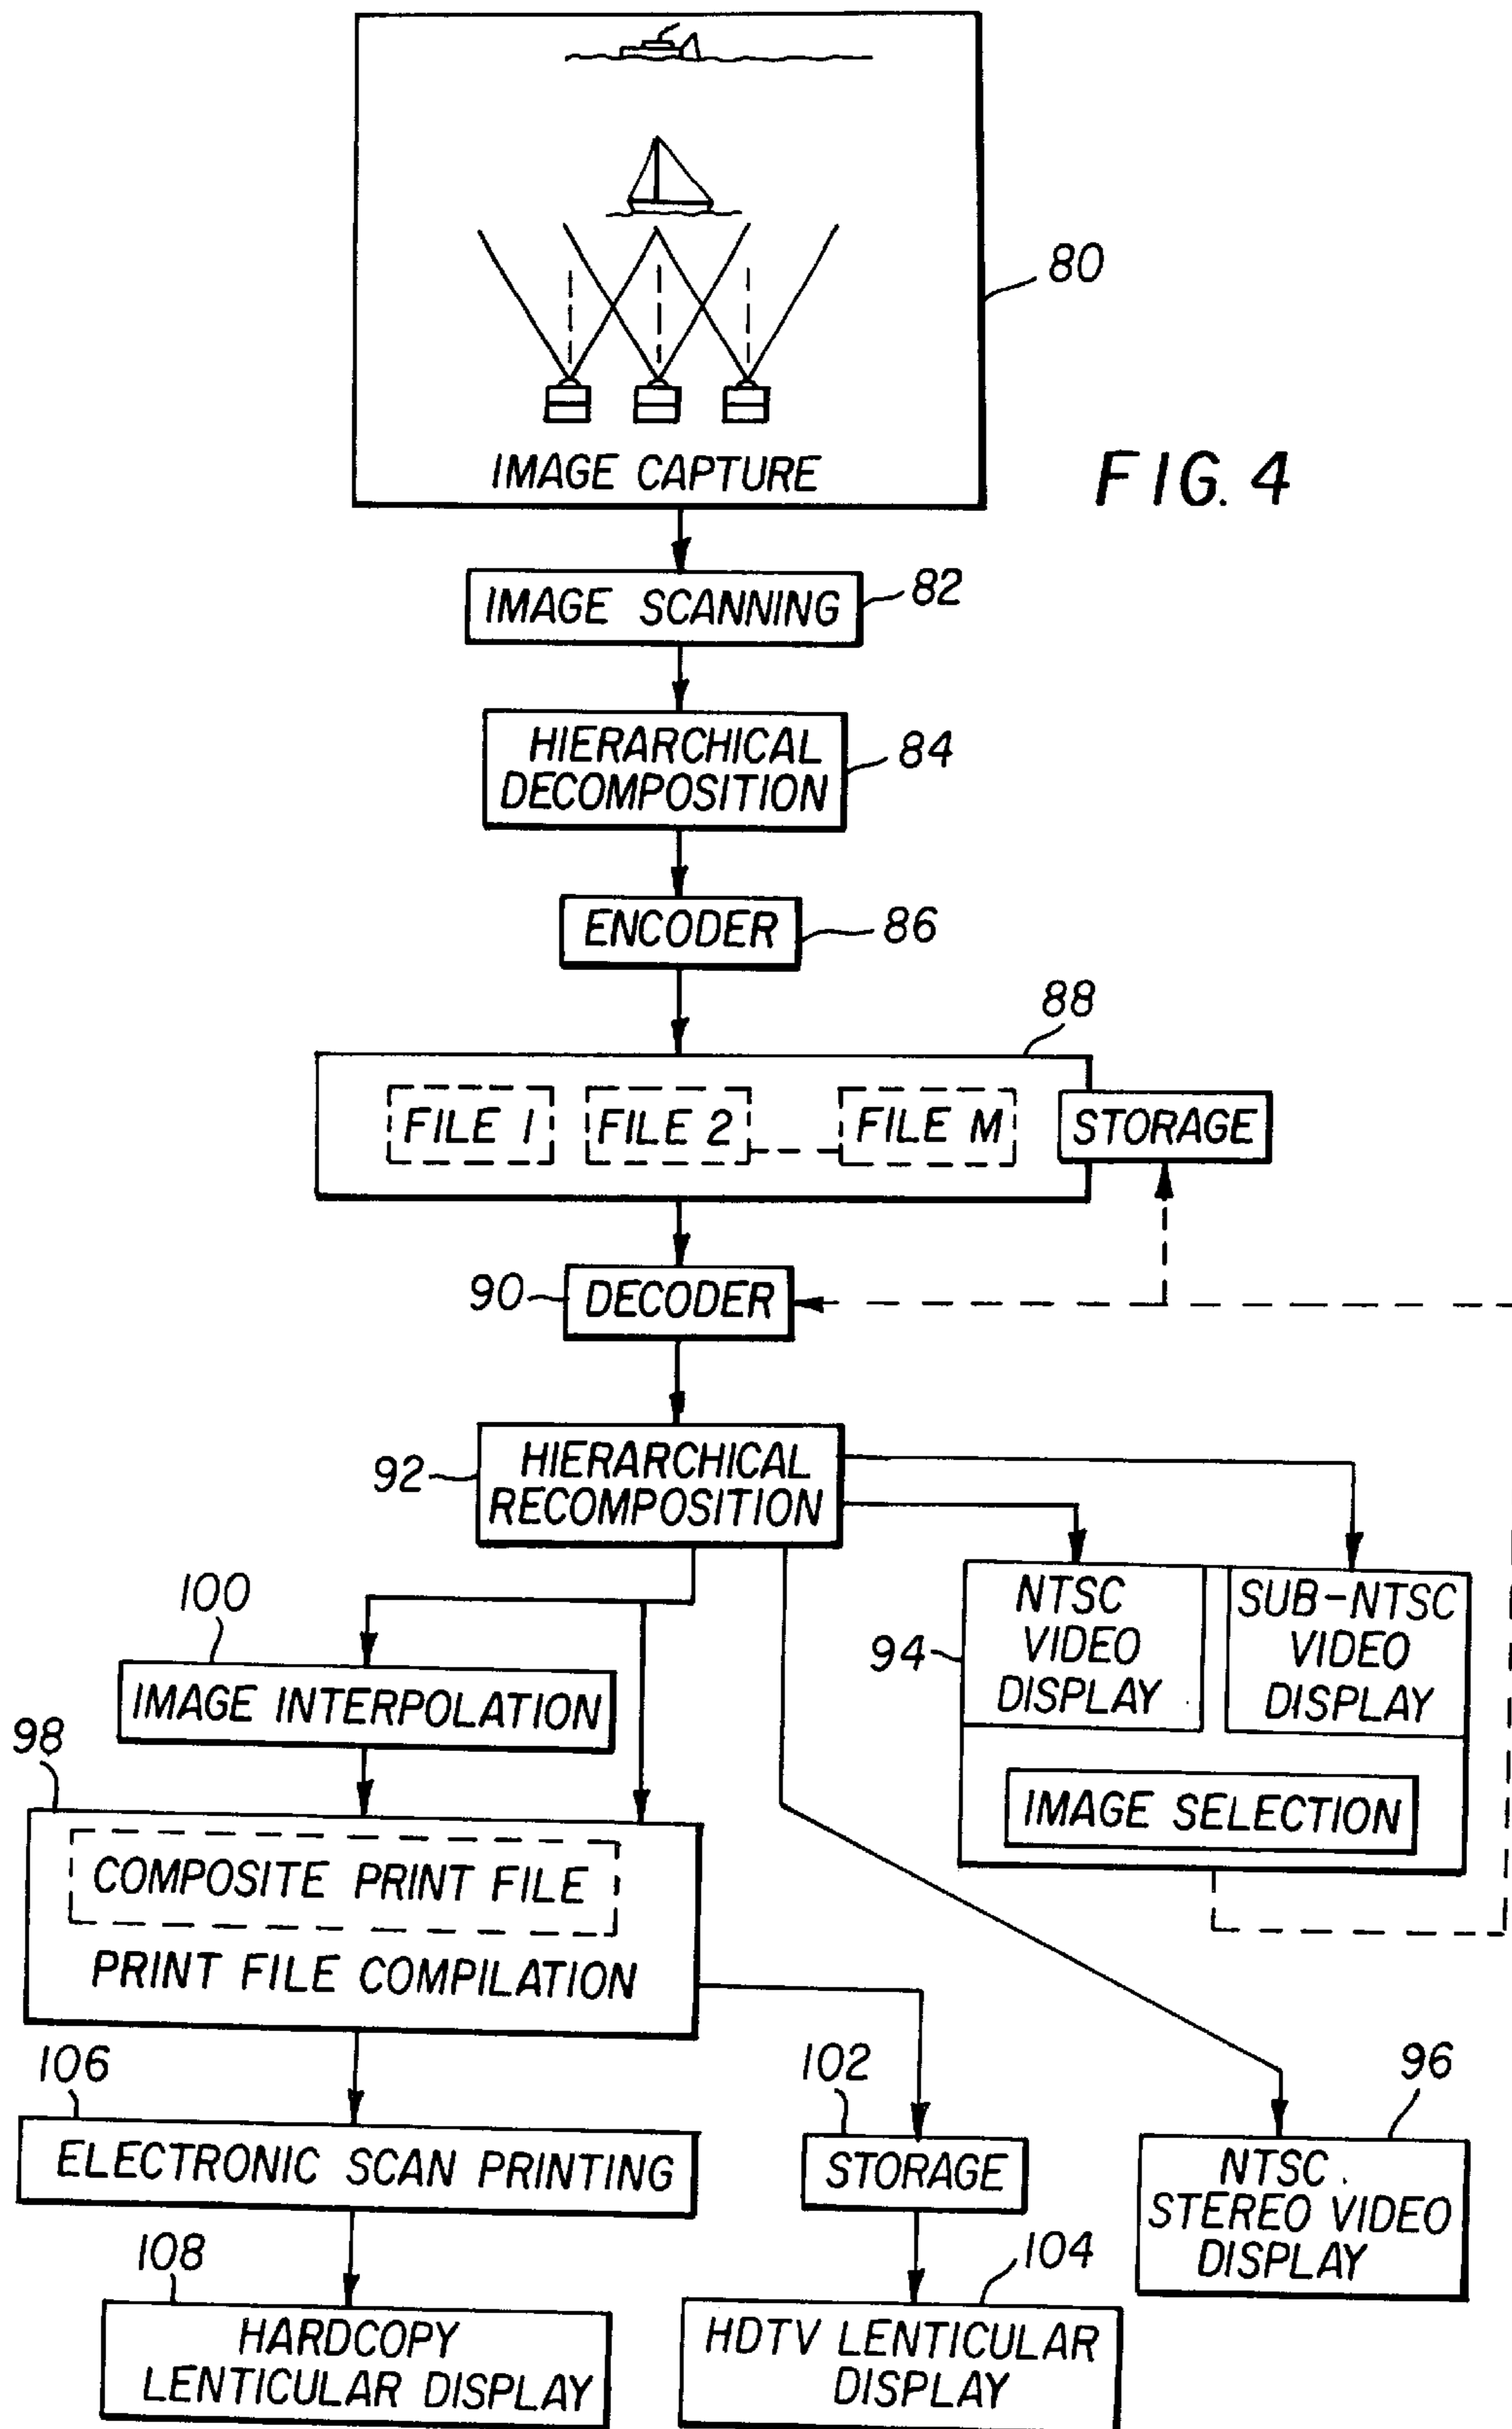 80
IMAGE CAPTURE
FIG. 4
IMAGE SCANNING
82
HIERARCHICAL
DECOMPOSITION
84
ENCODER
86
88
FILE 1
FILE 2
FILE M
STORAGE
90
DECODER
92
HIERARCHICAL
RECOMPOSITION
100
IMAGE INTERPOLATION
94
NTSC
VIDEO
DISPLAY
SUB-NTSC
VIDEO
DISPLAY
IMAGE SELECTION
98
COMPOSITE PRINT FILE
PRINT FILE COMPILATION
106
ELECTRONIC SCAN PRINTING
102
STORAGE
96
NTSC
STEREO VIDEO
DISPLAY
108
HARDCOPY
LENTICULAR DISPLAY
104
HDTV LENTICULAR
DISPLAY